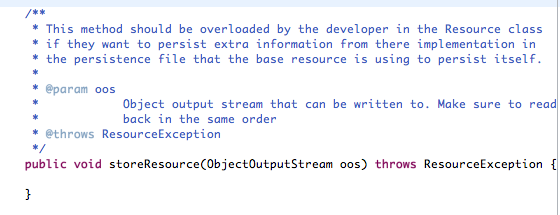 /**
* This method should be overloaded by the developer in the Resource class
* if they want to persist extra information from there implementation in
* the persistence file that the base resource is using to persist itself.
*
* @param oos
* Object output stream that can be written to. Make sure to read
* back in the same order
* @throws ResourceException
*/
public void storeResource(ObjectOutputStream oos) throws ResourceException {
}